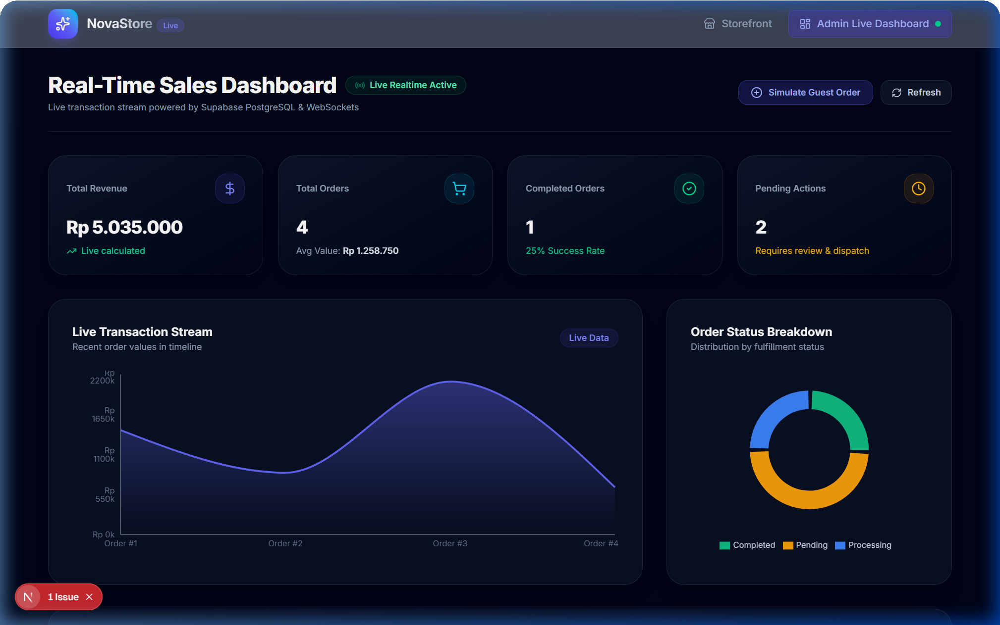 NovaStore Live
Storefront
Admin Live Dashboard
Real-Time Sales Dashboard
Live Realtime Active
Live transaction stream powered by Supabase PostgreSQL & WebSockets
Simulate Guest Order
Refresh
Total Revenue
Rp 5.035.000
Live calculated
Total Orders
4
Avg Value: Rp 1.258.750
Completed Orders
1
25% Success Rate
Pending Actions
2
Requires review & dispatch
Live Transaction Stream
Recent order values in timeline
Live Data
Rp
2200k
Rp
1650k
Rp
1100k
Rp
550k
Rp 0k
Order #1
Order #2
Order #3
Order #4
Order Status Breakdown
Distribution by fulfillment status
Completed
Pending
Processing
N
1 Issue